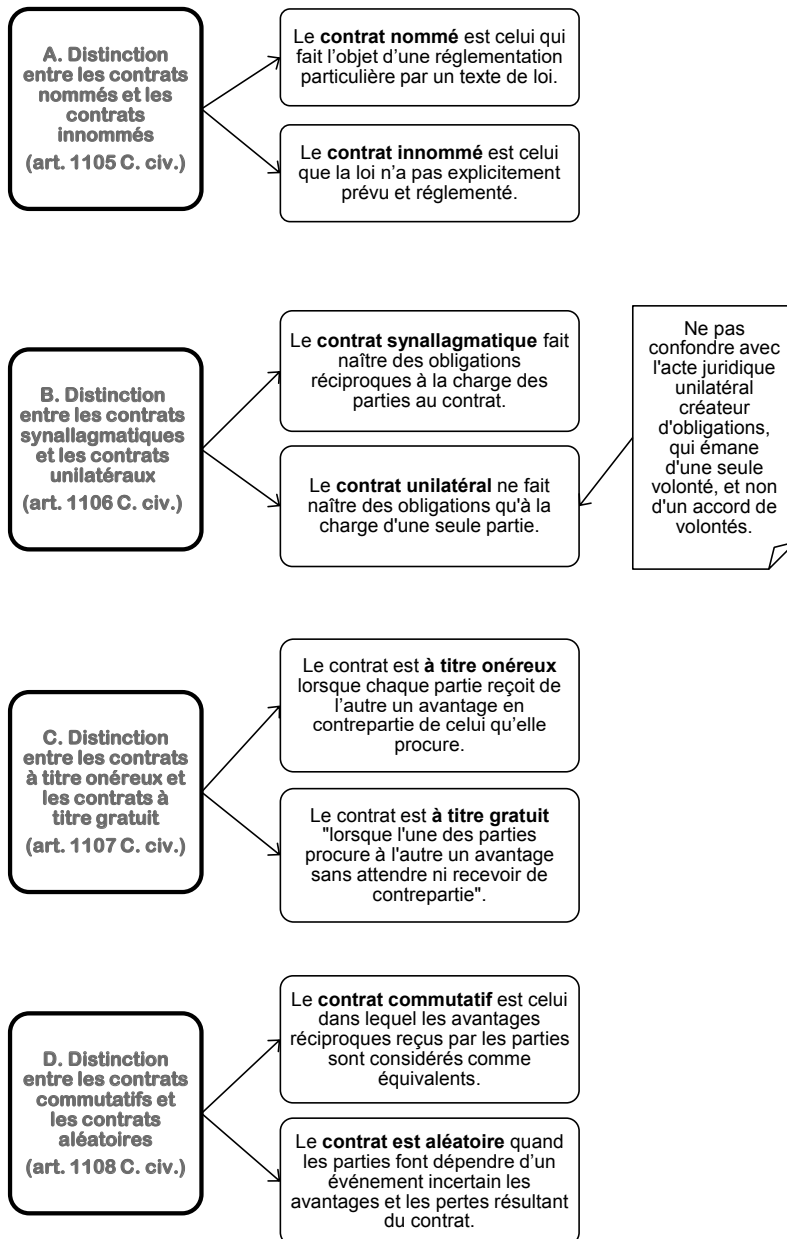 A. Distinction
entre les contrats
nommés et les
contrats
innommés
(art. 1105 C. civ.)
Le contrat nommé est celui qui
fait l’objet d’une réglementation
particulière par un texte de loi.
Le contrat innommé est celui
que la loi n’a pas explicitement
prévu et réglementé.
B. Distinction
entre les contrats
synallagmatiques
et les contrats
unilatéraux
(art. 1106 C. civ.)
Le contrat synallagmatique fait
naître des obligations
réciproques à la charge des
parties au contrat.
Le contrat unilatéral ne fait
naître des obligations qu'à la
charge d'une seule partie.
Ne pas
confondre avec
l'acte juridique
unilatéral
créateur
d'obligations,
qui émane
d'une seule
volonté, et non
d'un accord de
volontés.
C. Distinction
entre les contrats
à titre onéreux et
les contrats à
titre gratuit
(art. 1107 C. civ.)
Le contrat est à titre onéreux
lorsque chaque partie reçoit de
l’autre un avantage en
contrepartie de celui qu’elle
procure.
Le contrat est à titre gratuit
"lorsque l'une des parties
procure à l'autre un avantage
sans attendre ni recevoir de
contrepartie".
D. Distinction
entre les contrats
commutatifs et
les contrats
aléatoires
(art. 1108 C. civ.)
Le contrat commutatif est celui
dans lequel les avantages
réciproques reçus par les parties
sont considérés comme
équivalents.
Le contrat est aléatoire quand
les parties font dépendre d’un
événement incertain les
avantages et les pertes résultant
du contrat.